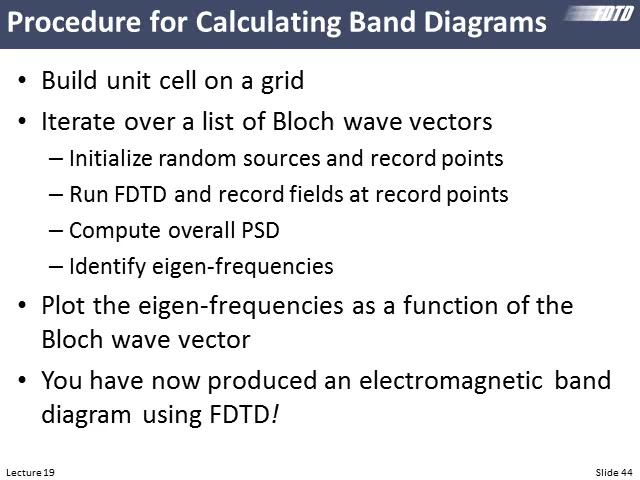 Procedure for Calculating Band Diagrams
FDTD
• Build unit cell on a grid
• Iterate over a list of Bloch wave vectors
– Initialize random sources and record points
– Run FDTD and record fields at record points
– Compute overall PSD
– Identify eigen-frequencies
• Plot the eigen-frequencies as a function of the
Bloch wave vector
• You have now produced an electromagnetic band
diagram using FDTD!
Lecture 19
Slide 44